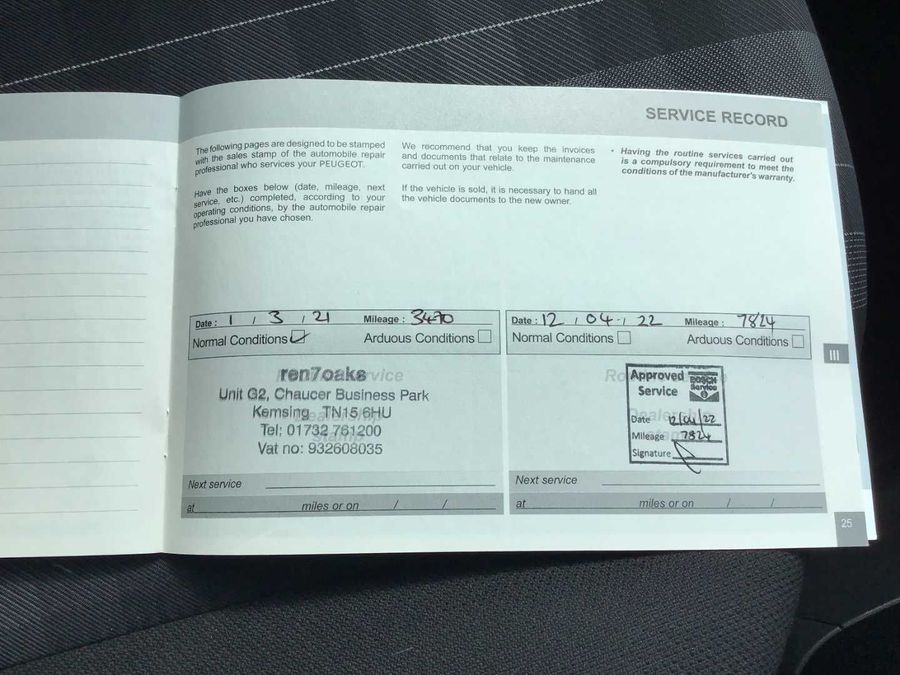 SERVICE RECORD
The following pages are designed to be stamped
with the sales stamp of the automobile repair
professional who services your PEUGEOT.
Have the boxes below (date, mileage, next
service, etc.) completed, according to your
operating conditions, by the automobile repair
professional you have chosen.
We recommend that you keep the invoices
and documents that relate to the maintenance
carried out on your vehicle.
If the vehicle is sold, it is necessary to hand all
the vehicle documents to the new owner.
• Having the routine services carried out
is a compulsory requirement to meet the
conditions of the manufacturer's warranty.
Date : 1 / 3 / 21 Mileage : 3470
Normal Conditions Arduous Conditions
ren7oaks
Unit G2, Chaucer Business Park
Kemsing TN15 6HU
Tel: 01732 761200
Vat no: 932608035
Next service
at miles or on / /
Date : 12 / 04 / 22 Mileage : 7824
Normal Conditions Arduous Conditions
Approved
Service
BOSCH
Service
Date 12/04/22
Mileage 7824
Signature
Next service
at miles or on / /
III
25